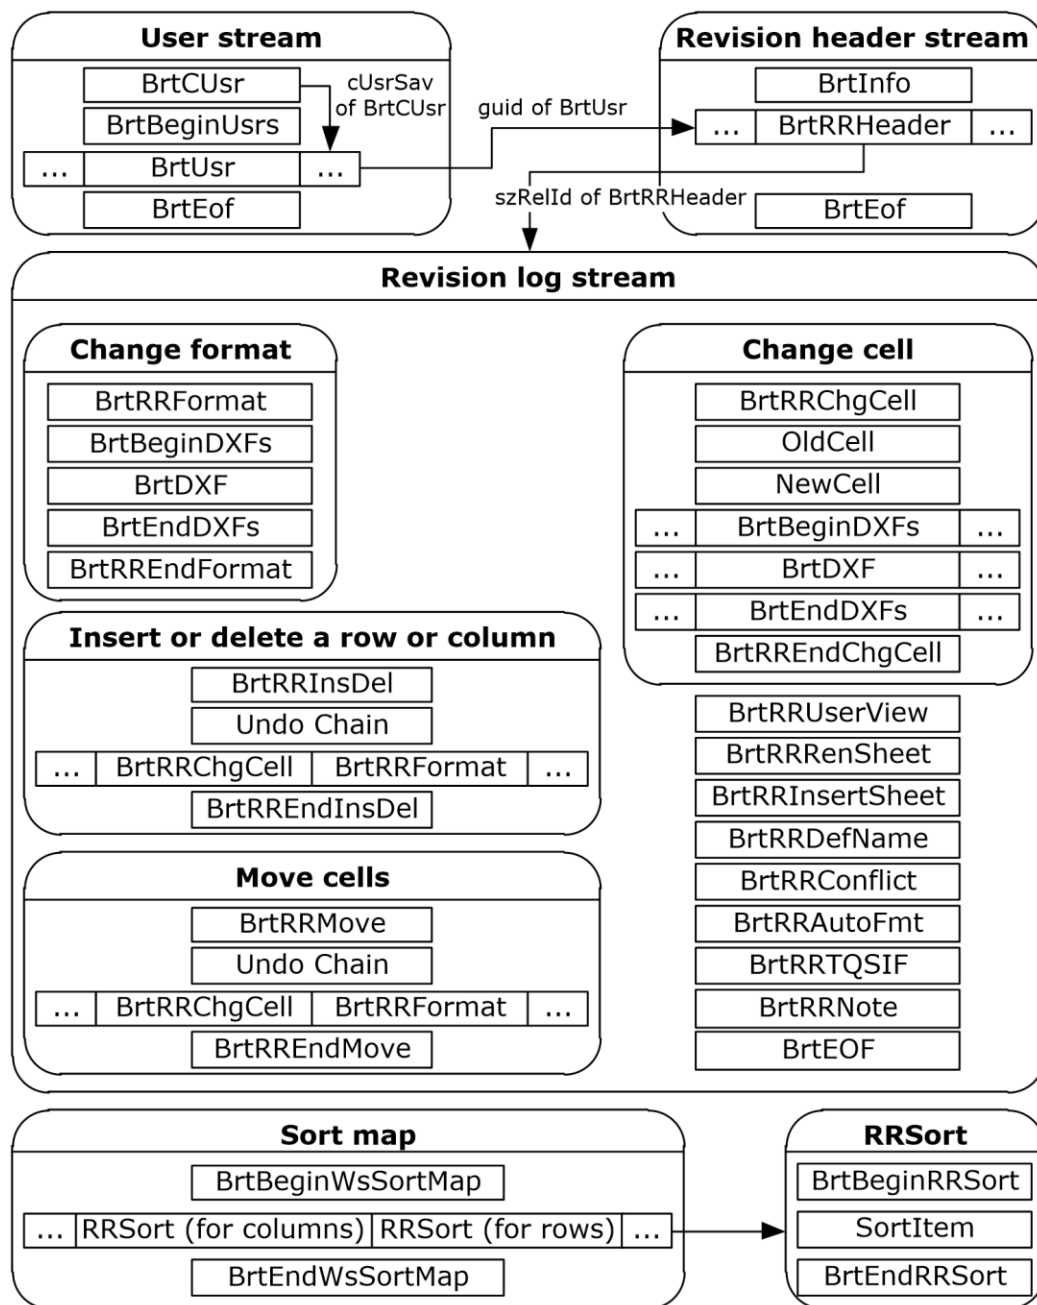 User stream
BrtCUsr
cUsrSav
of BrtCUsr
BrtBeginUsrs
... BrtUsr ...
BrtEof
guid of BrtUsr
Revision header stream
BrtInfo
... BrtRRHeader ...
szRelId of BrtRRHeader
BrtEof
Revision log stream
Change format
BrtRRFormat
BrtBeginDXFs
BrtDXF
BrtEndDXFs
BrtRREndFormat
Insert or delete a row or column
BrtRRInsDel
Undo Chain
... BrtRRChgCell BrtRRFormat ...
BrtRREndInsDel
Move cells
BrtRRMove
Undo Chain
... BrtRRChgCell BrtRRFormat ...
BrtRREndMove
Change cell
BrtRRChgCell
OldCell
NewCell
... BrtBeginDXFs ...
... BrtDXF ...
... BrtEndDXFs ...
BrtRREndChgCell
BrtRRUserView
BrtRRRenSheet
BrtRRInsertSheet
BrtRRDefName
BrtRRConflict
BrtRRAutoFmt
BrtRRTQSIF
BrtRRNote
BrtEOF
Sort map
BrtBeginWsSortMap
... RRSort (for columns) RRSort (for rows) ...
BrtEndWsSortMap
RRSort
BrtBeginRRSort
SortItem
BrtEndRRSort